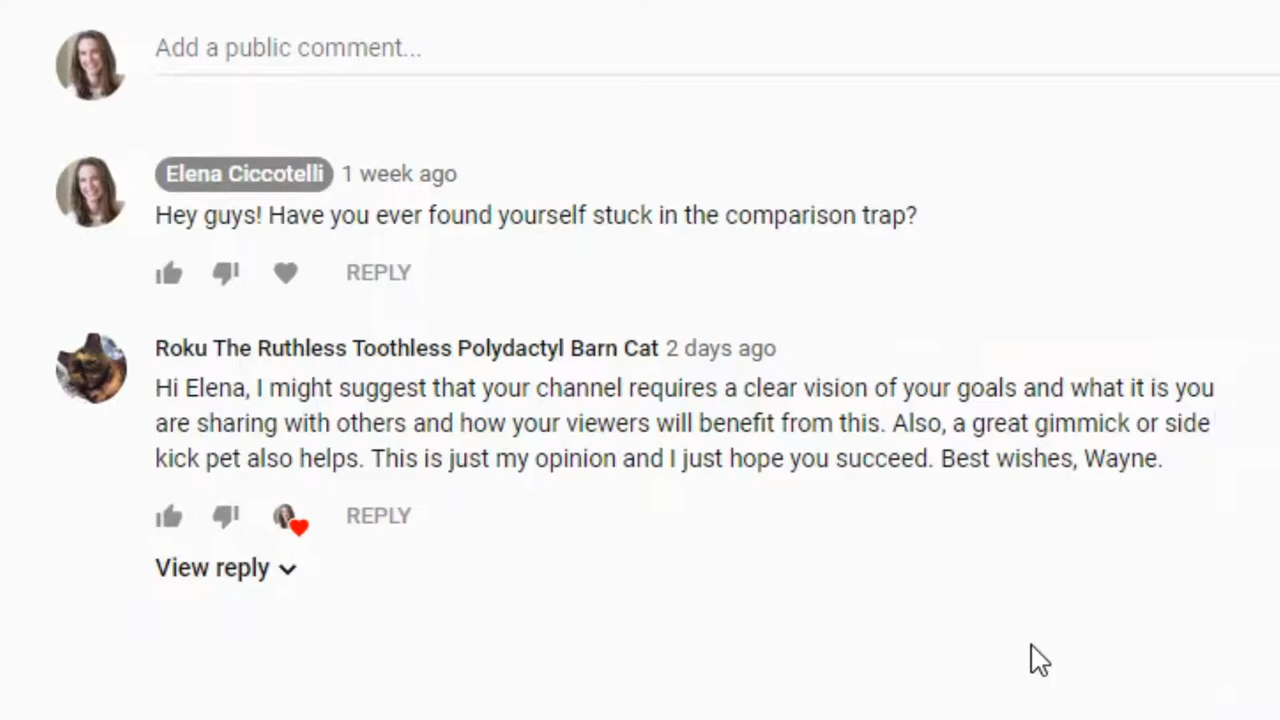 Add a public comment...
Elena Ciccotelli 1 week ago
Hey guys! Have you ever found yourself stuck in the comparison trap?
REPLY
Roku The Ruthless Toothless Polydactyl Barn Cat 2 days ago
Hi Elena, I might suggest that your channel requires a clear vision of your goals and what it is you
are sharing with others and how your viewers will benefit from this. Also, a great gimmick or side
kick pet also helps. This is just my opinion and I just hope you succeed. Best wishes, Wayne.
REPLY
View reply